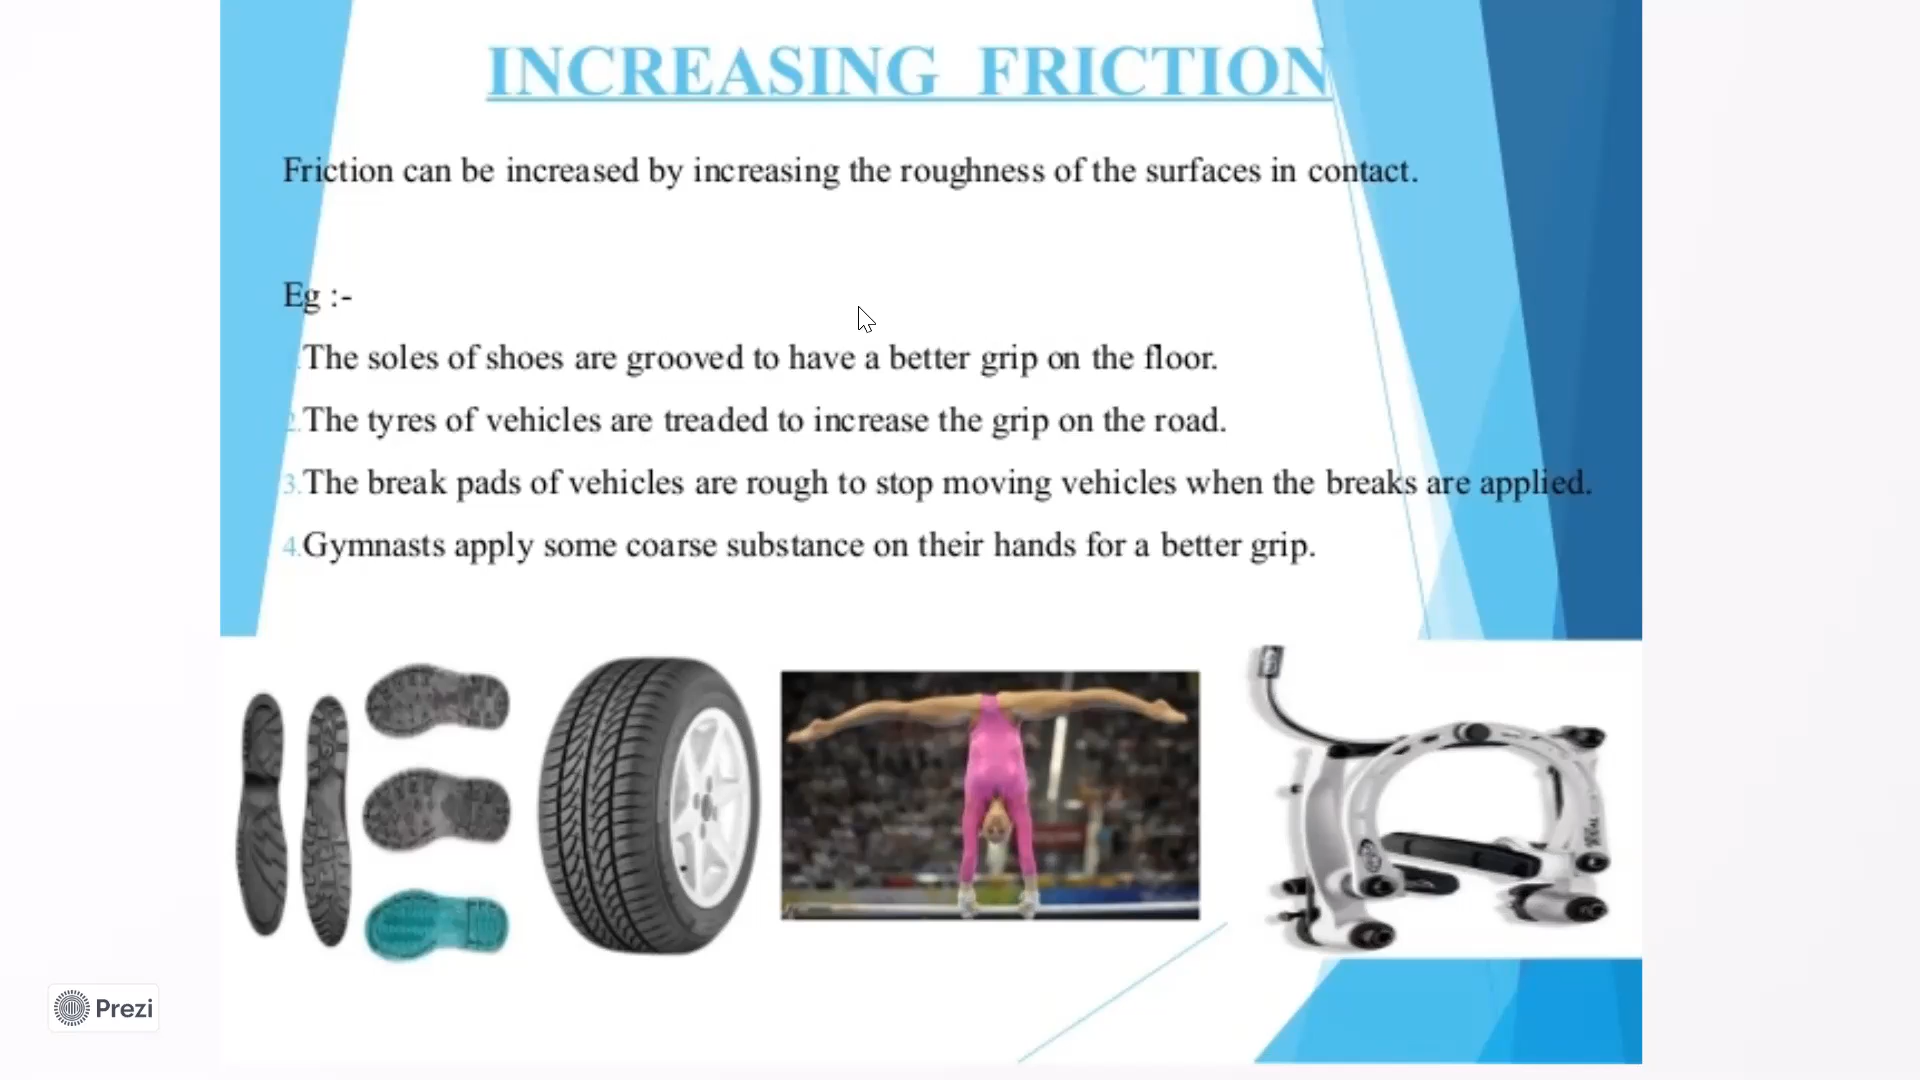 INCREASING FRICTION
Friction can be increased by increasing the roughness of the surfaces in contact.
Eg :-
The soles of shoes are grooved to have a better grip on the floor.
2.The tyres of vehicles are treaded to increase the grip on the road.
3.The break pads of vehicles are rough to stop moving vehicles when the breaks are applied.
4.Gymnasts apply some coarse substance on their hands for a better grip.
Prezi